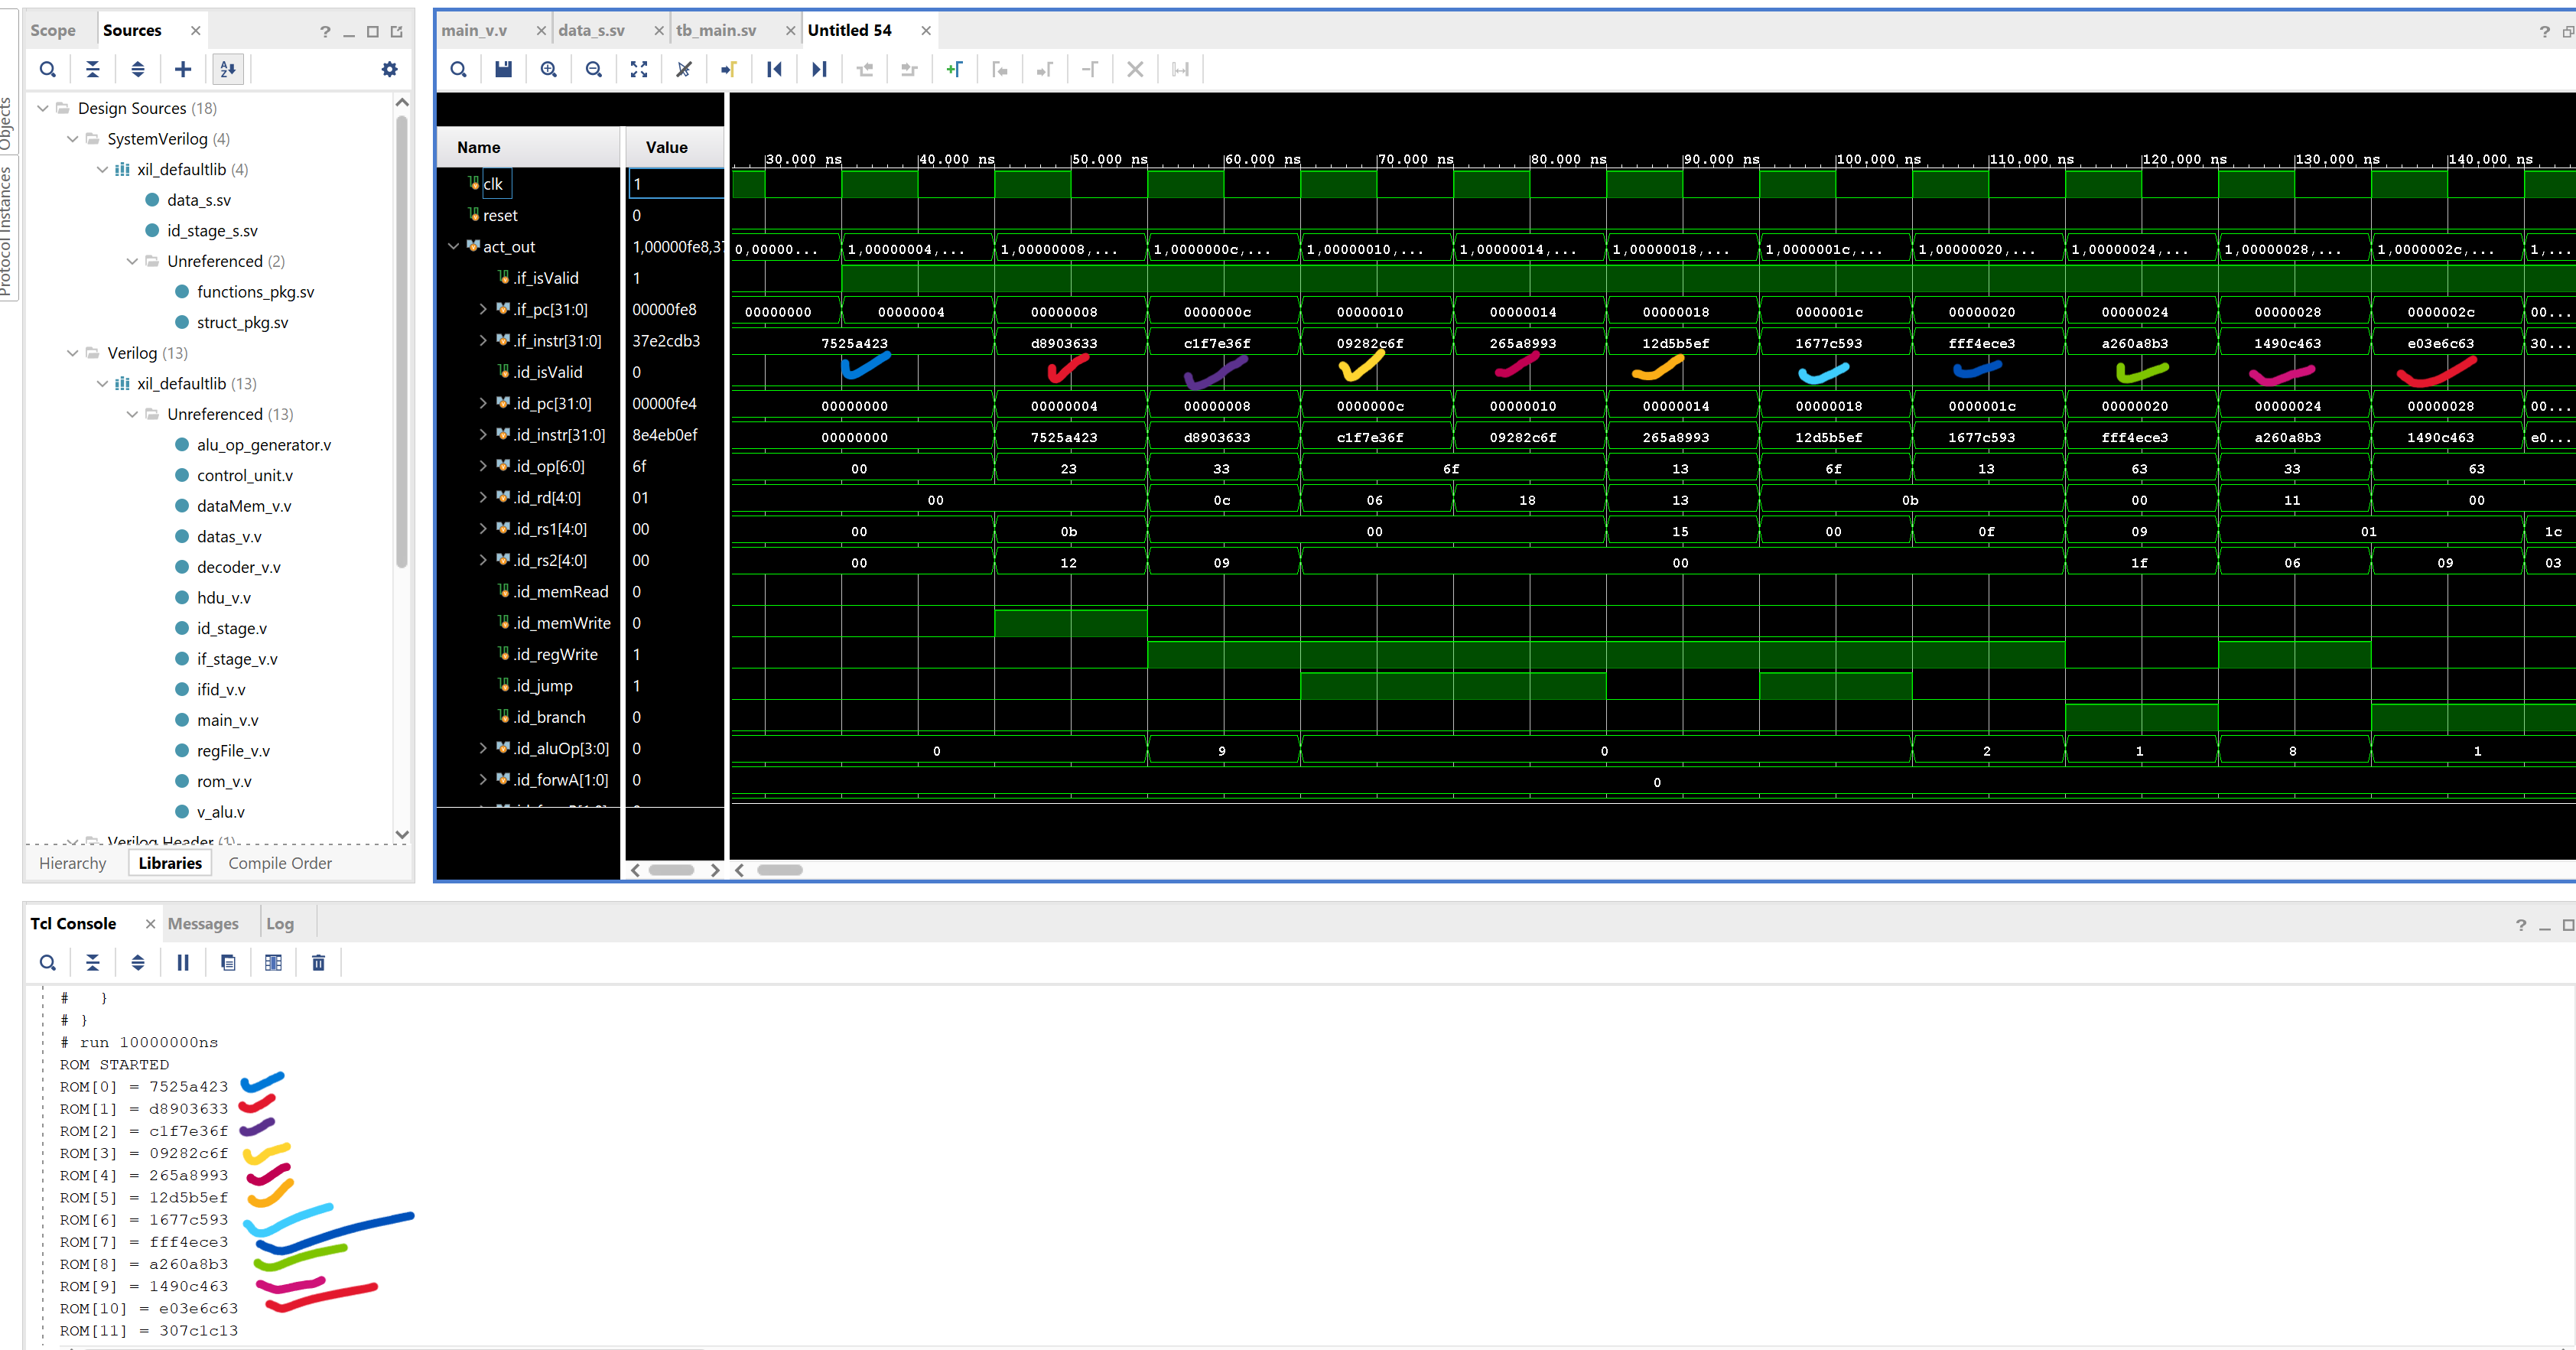 Objects
Protocol Instances
Scope
Sources
Design Sources (18)
SystemVerilog (4)
xil_defaultlib (4)
data_s.sv
id_stage_s.sv
Unreferenced (2)
functions_pkg.sv
struct_pkg.sv
Verilog (13)
xil_defaultlib (13)
Unreferenced (13)
alu_op_generator.v
control_unit.v
dataMem_v.v
datas_v.v
decoder_v.v
hdu_v.v
id_stage.v
if_stage_v.v
ifid_v.v
main_v.v
regFile_v.v
rom_v.v
v_alu.v
Verilog Header (1)
Hierarchy Libraries Compile Order
main_v.v data_s.sv tb_main.sv Untitled 54
Name Value
30.000 ns 40.000 ns 50.000 ns 60.000 ns 70.000 ns 80.000 ns 90.000 ns 100.000 ns 110.000 ns 120.000 ns 130.000 ns 140.000 ns
clk 1
reset 0
act_out 1,00000fe8,37 0,00000... 1,00000004,... 1,00000008,... 1,0000000c,... 1,00000010,... 1,00000014,... 1,00000018,... 1,0000001c,... 1,00000020,... 1,00000024,... 1,00000028,... 1,0000002c,... 1,...
.if_isValid 1
.if_pc[31:0] 00000fe8 00000000 00000004 00000008 0000000c 00000010 00000014 00000018 0000001c 00000020 00000024 00000028 0000002c 00...
.if_instr[31:0] 37e2cdb3 7525a423 d8903633 c1f7e36f 09282c6f 265a8993 12d5b5ef 1677c593 fff4ece3 a260a8b3 1490c463 e03e6c63 30...
.id_isValid 0
.id_pc[31:0] 00000fe4 00000000 00000004 00000008 0000000c 00000010 00000014 00000018 0000001c 00000020 00000024 00000028 00...
.id_instr[31:0] 8e4eb0ef 00000000 7525a423 d8903633 c1f7e36f 09282c6f 265a8993 12d5b5ef 1677c593 fff4ece3 a260a8b3 1490c463 e0...
.id_op[6:0] 6f 00 23 33 6f 13 6f 13 63 33 63
.id_rd[4:0] 01 00 0c 06 18 13 0b 00 11 00
.id_rs1[4:0] 00 00 0b 00 15 00 0f 09 01 1c
.id_rs2[4:0] 00 00 12 09 00 1f 06 09 03
.id_memRead 0
.id_memWrite 0
.id_regWrite 1
.id_jump 1
.id_branch 0
.id_aluOp[3:0] 0 0 9 0 2 1 8 1
.id_forwA[1:0] 0 0
Tcl Console Messages Log
# }
# }
# run 10000000ns
ROM STARTED
ROM[0] = 7525a423
ROM[1] = d8903633
ROM[2] = c1f7e36f
ROM[3] = 09282c6f
ROM[4] = 265a8993
ROM[5] = 12d5b5ef
ROM[6] = 1677c593
ROM[7] = fff4ece3
ROM[8] = a260a8b3
ROM[9] = 1490c463
ROM[10] = e03e6c63
ROM[11] = 307c1c13